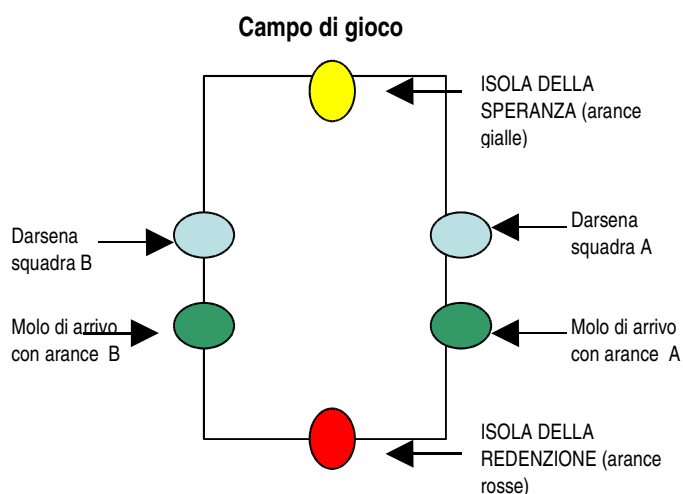 Campo di gioco
ISOLA DELLA
SPERANZA (arance
gialle)
Darsena
squadra B
Darsena
squadra A
Molo di arrivo
con arance B
Molo di arrivo
con arance A
ISOLA DELLA
REDENZIONE (arance
rosse)